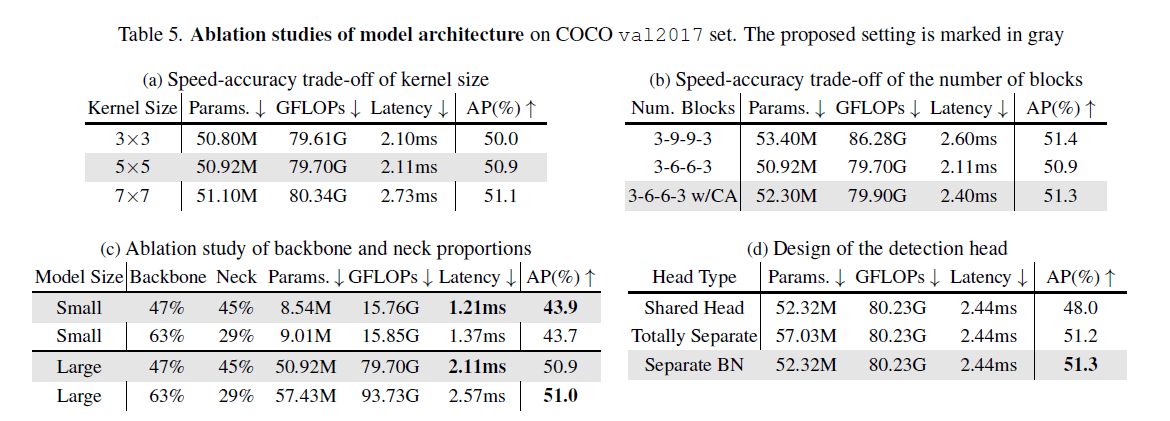 Table 5. Ablation studies of model architecture on COCO val2017 set. The proposed setting is marked in gray
(a) Speed-accuracy trade-off of kernel size
Kernel Size Params. ↓ GFLOPs ↓ Latency ↓ AP(%) ↑
3×3 50.80M 79.61G 2.10ms 50.0
5×5 50.92M 79.70G 2.11ms 50.9
7×7 51.10M 80.34G 2.73ms 51.1
(b) Speed-accuracy trade-off of the number of blocks
Num. Blocks Params. ↓ GFLOPs ↓ Latency ↓ AP(%) ↑
3-9-9-3 53.40M 86.28G 2.60ms 51.4
3-6-6-3 50.92M 79.70G 2.11ms 50.9
3-6-6-3 w/CA 52.30M 79.90G 2.40ms 51.3
(c) Ablation study of backbone and neck proportions
Model Size Backbone Neck Params. ↓ GFLOPs ↓ Latency ↓ AP(%) ↑
Small 47% 45% 8.54M 15.76G 1.21ms 43.9
Small 63% 29% 9.01M 15.85G 1.37ms 43.7
Large 47% 45% 50.92M 79.70G 2.11ms 50.9
Large 63% 29% 57.43M 93.73G 2.57ms 51.0
(d) Design of the detection head
Head Type Params. ↓ GFLOPs ↓ Latency ↓ AP(%) ↑
Shared Head 52.32M 80.23G 2.44ms 48.0
Totally Separate 57.03M 80.23G 2.44ms 51.2
Separate BN 52.32M 80.23G 2.44ms 51.3